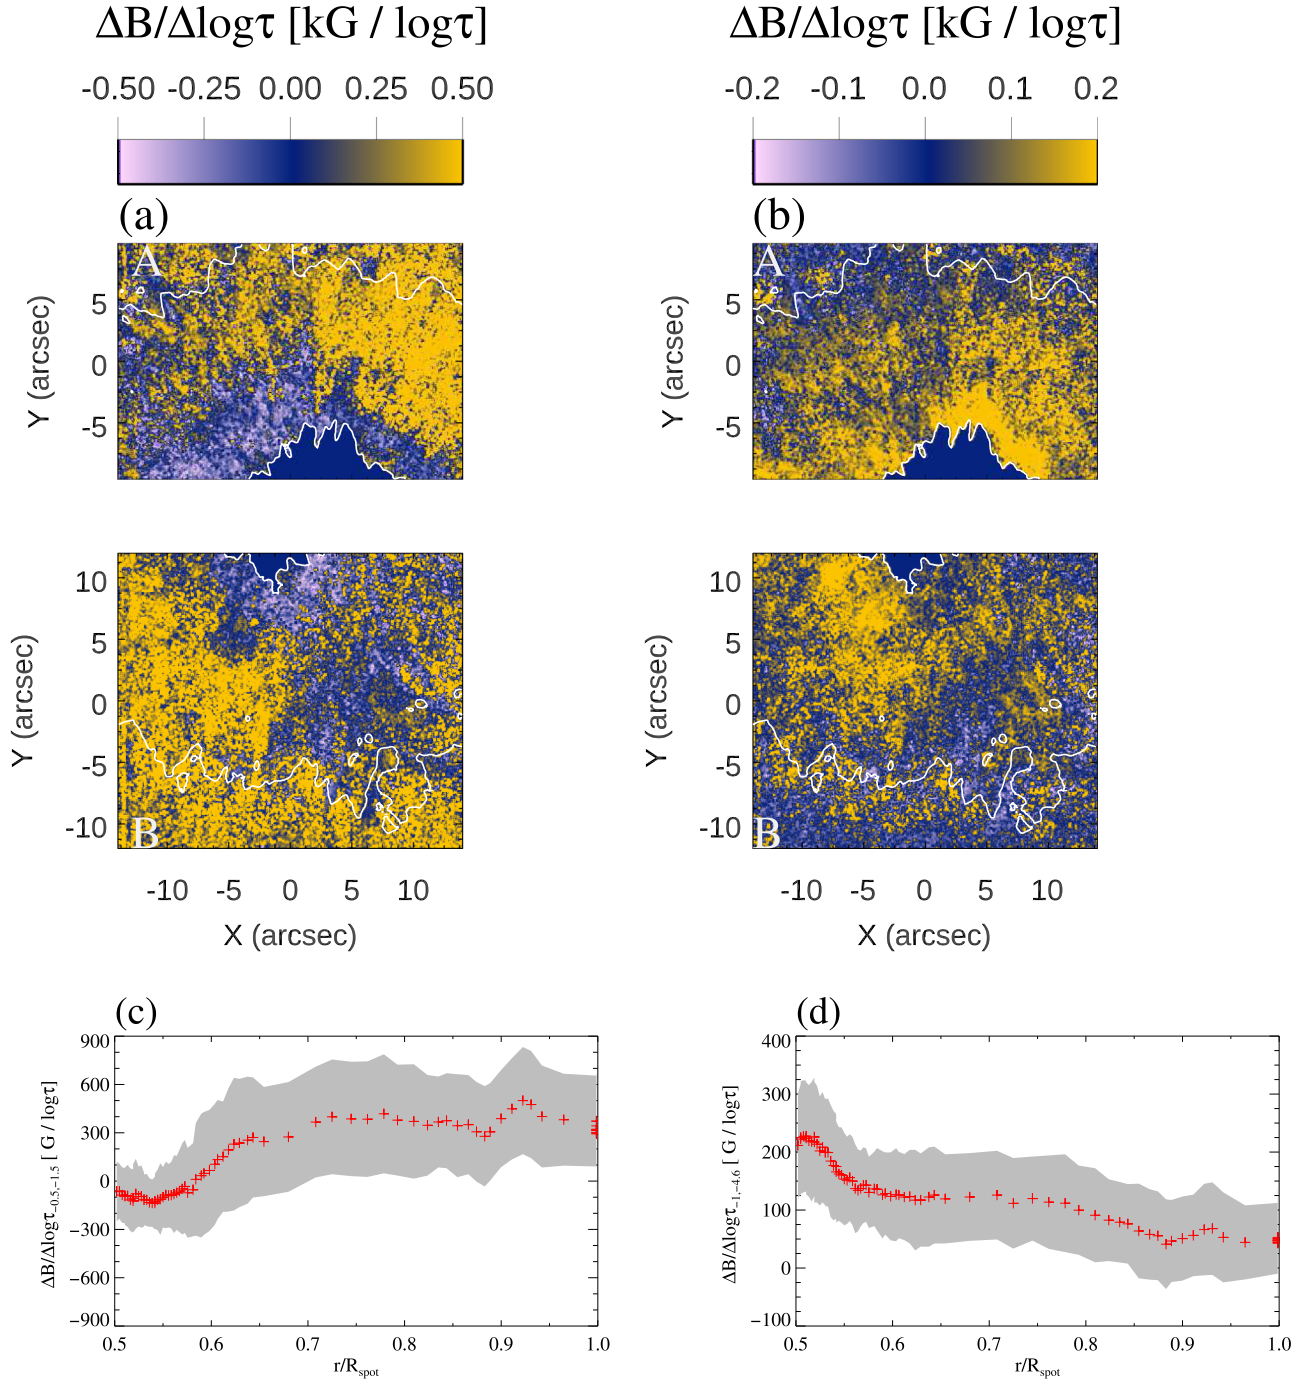 ΔB/Δlogτ [kG / logτ]
ΔB/Δlogτ [kG / logτ]
-0.50 -0.25 0.00 0.25 0.50
-0.2 -0.1 0.0 0.1 0.2
(a)
(b)
A
A
5
0
-5
Y (arcsec)
5
0
-5
Y (arcsec)
10
5
0
-5
-10
Y (arcsec)
B
10
5
0
-5
-10
Y (arcsec)
B
-10 -5 0 5 10
-10 -5 0 5 10
X (arcsec)
X (arcsec)
(c)
(d)
900
600
300
0
−300
−600
−900
ΔB/Δlogτ−0.5,−1.5 [ G / logτ]
0.5 0.6 0.7 0.8 0.9 1.0
r/Rspot
400
300
200
100
0
−100
ΔB/Δlogτ−1,−4.6 [ G / logτ]
0.5 0.6 0.7 0.8 0.9 1.0
r/Rspot